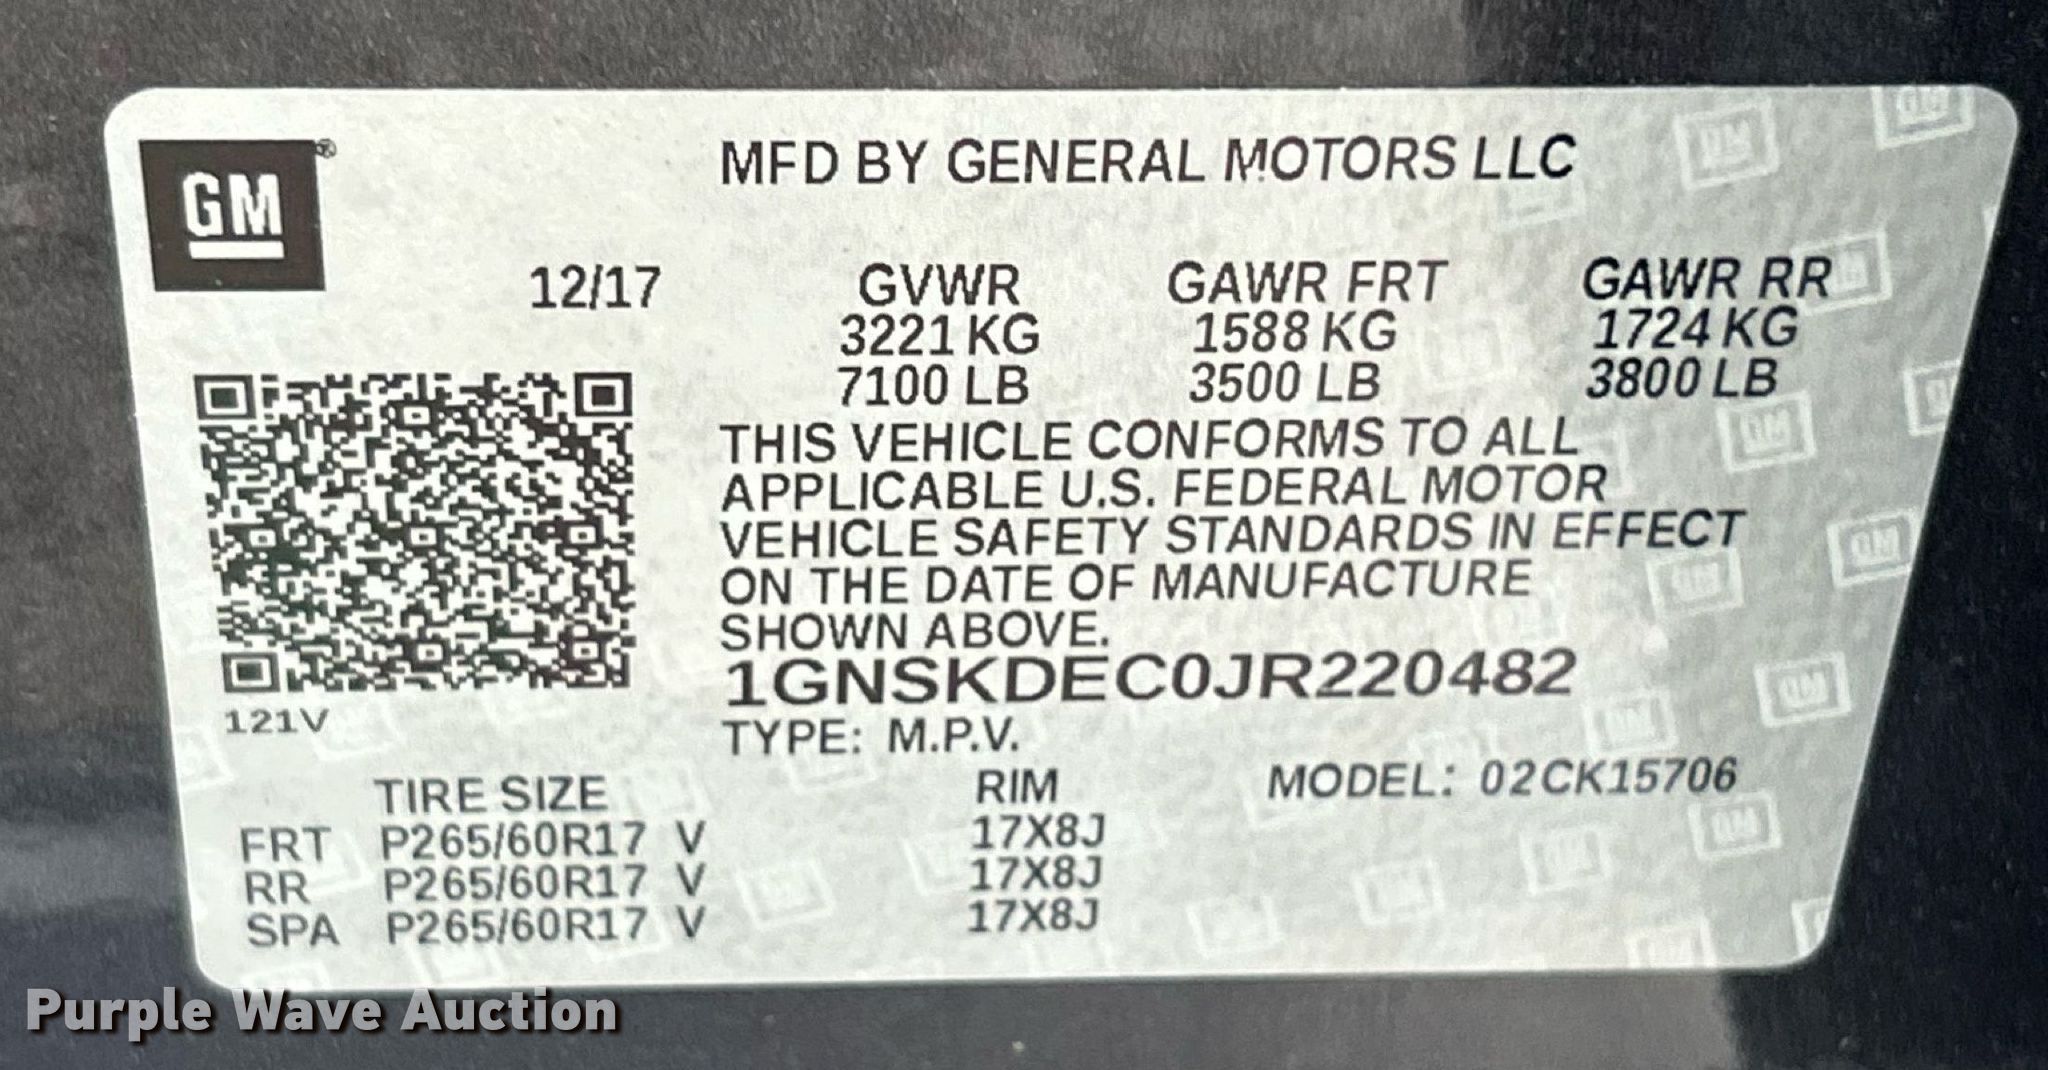 GM®
MFD BY GENERAL MOTORS LLC
12/17
GVWR GAWR FRT GAWR RR
3221 KG 1588 KG 1724 KG
7100 LB 3500 LB 3800 LB
THIS VEHICLE CONFORMS TO ALL
APPLICABLE U.S. FEDERAL MOTOR
VEHICLE SAFETY STANDARDS IN EFFECT
ON THE DATE OF MANUFACTURE
SHOWN ABOVE.
1GNSKDEC0JR220482
121V
TYPE: M.P.V.
TIRE SIZE RIM MODEL: 02CK15706
FRT P265/60R17 V 17X8J
RR P265/60R17 V 17X8J
SPA P265/60R17 V 17X8J
Purple Wave Auction